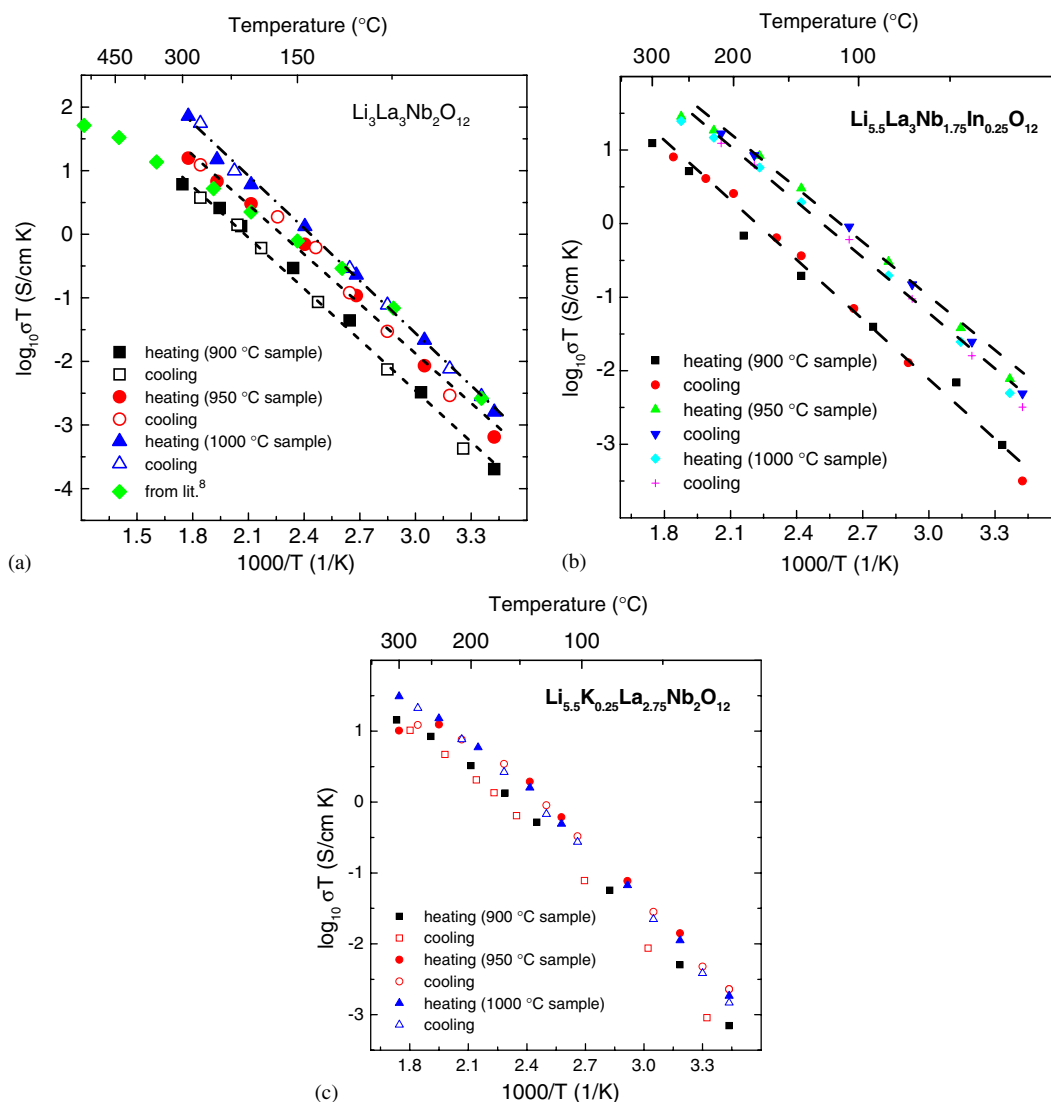 Temperature (°C)
450 300 150
Li3La3Nb2O12
log10σT (S/cm K)
2
1
0
-1
-2
-3
-4
heating (900 °C sample)
cooling
heating (950 °C sample)
cooling
heating (1000 °C sample)
cooling
from lit.8
1.5 1.8 2.1 2.4 2.7 3.0 3.3
1000/T (1/K)
(a)
Temperature (°C)
300 200 100
Li5.5La3Nb1.75In0.25O12
log10σT (S/cm K)
1
0
-1
-2
-3
heating (900 °C sample)
cooling
heating (950 °C sample)
cooling
heating (1000 °C sample)
cooling
1.8 2.1 2.4 2.7 3.0 3.3
1000/T (1/K)
(b)
Temperature (°C)
300 200 100
Li5.5K0.25La2.75Nb2O12
log10 σT (S/cm K)
1
0
-1
-2
-3
heating (900 °C sample)
cooling
heating (950 °C sample)
cooling
heating (1000 °C sample)
cooling
1.8 2.1 2.4 2.7 3.0 3.3
1000/T (1/K)
(c)